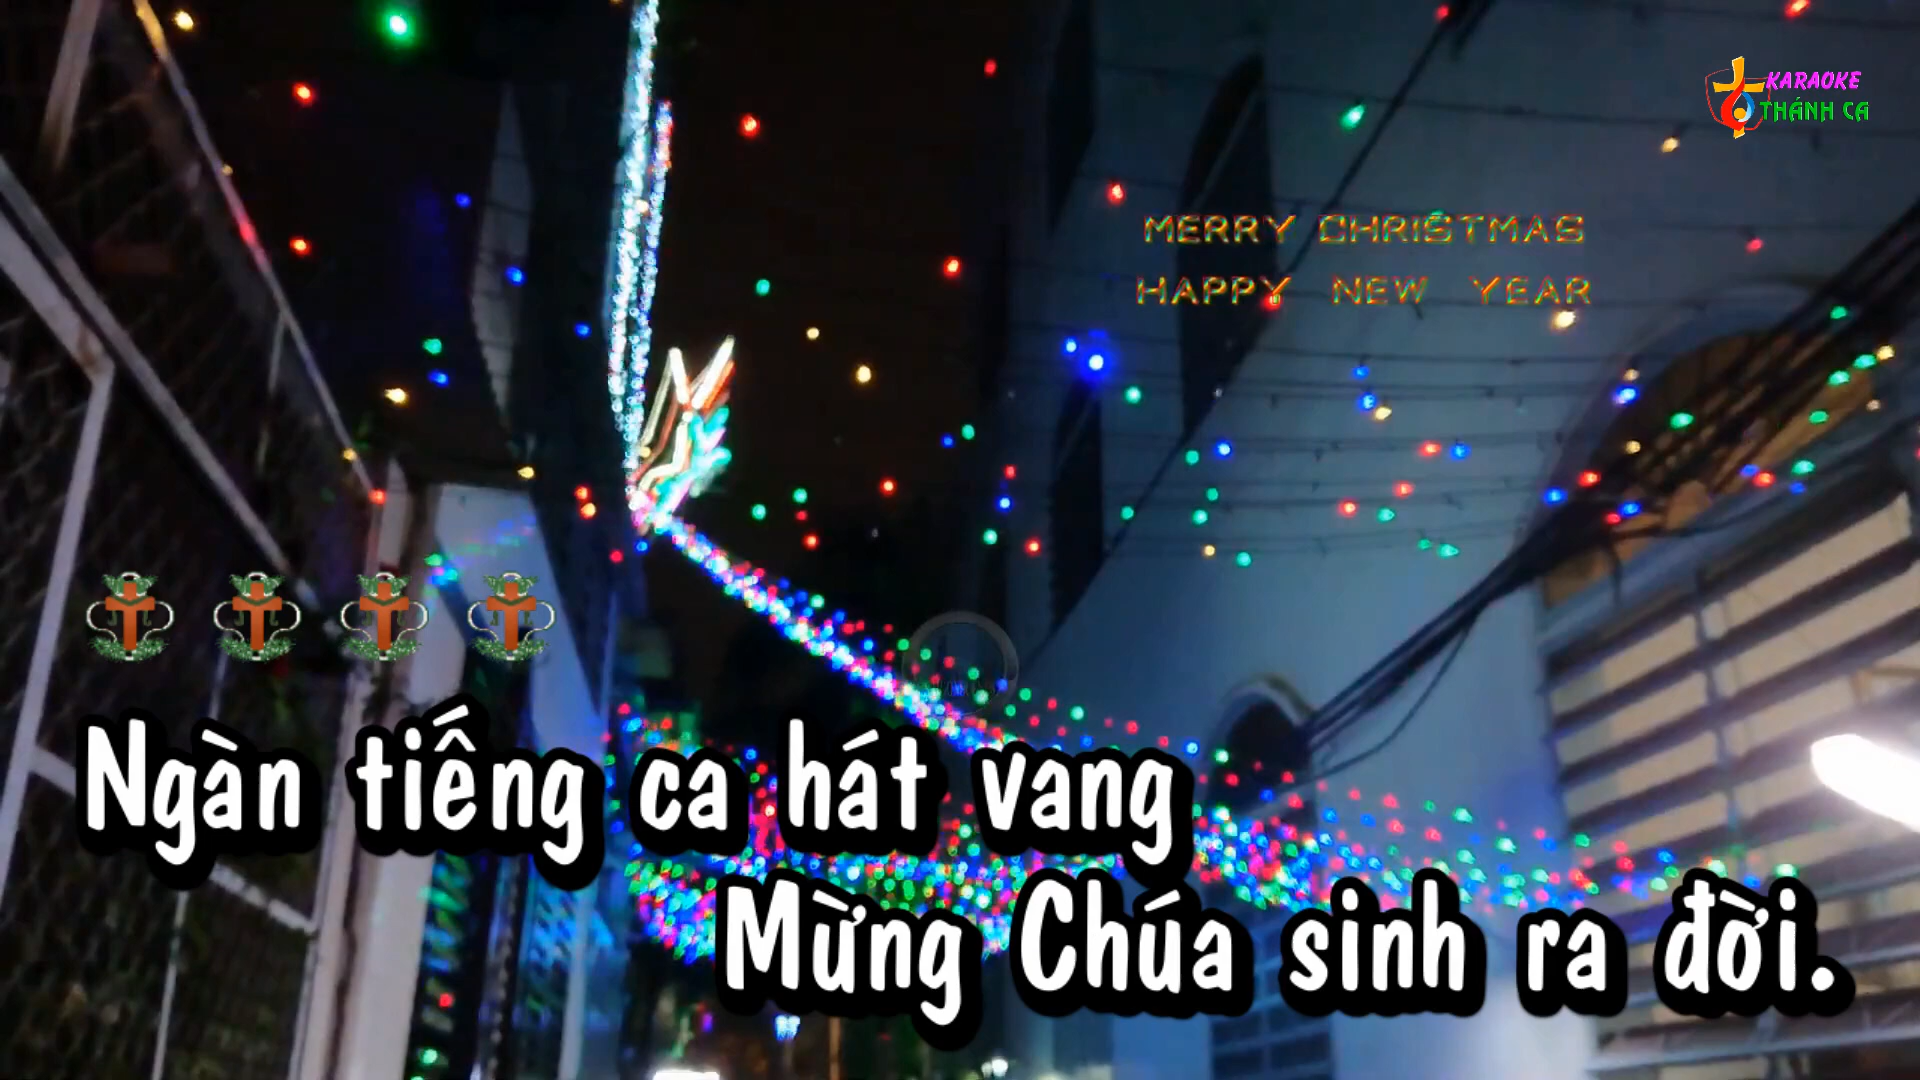 KARAOKE
THÁNH CA
MERRY CHRISTMAS
HAPPY NEW YEAR
Ngàn tiếng ca hát vang
Mừng Chúa sinh ra đời.